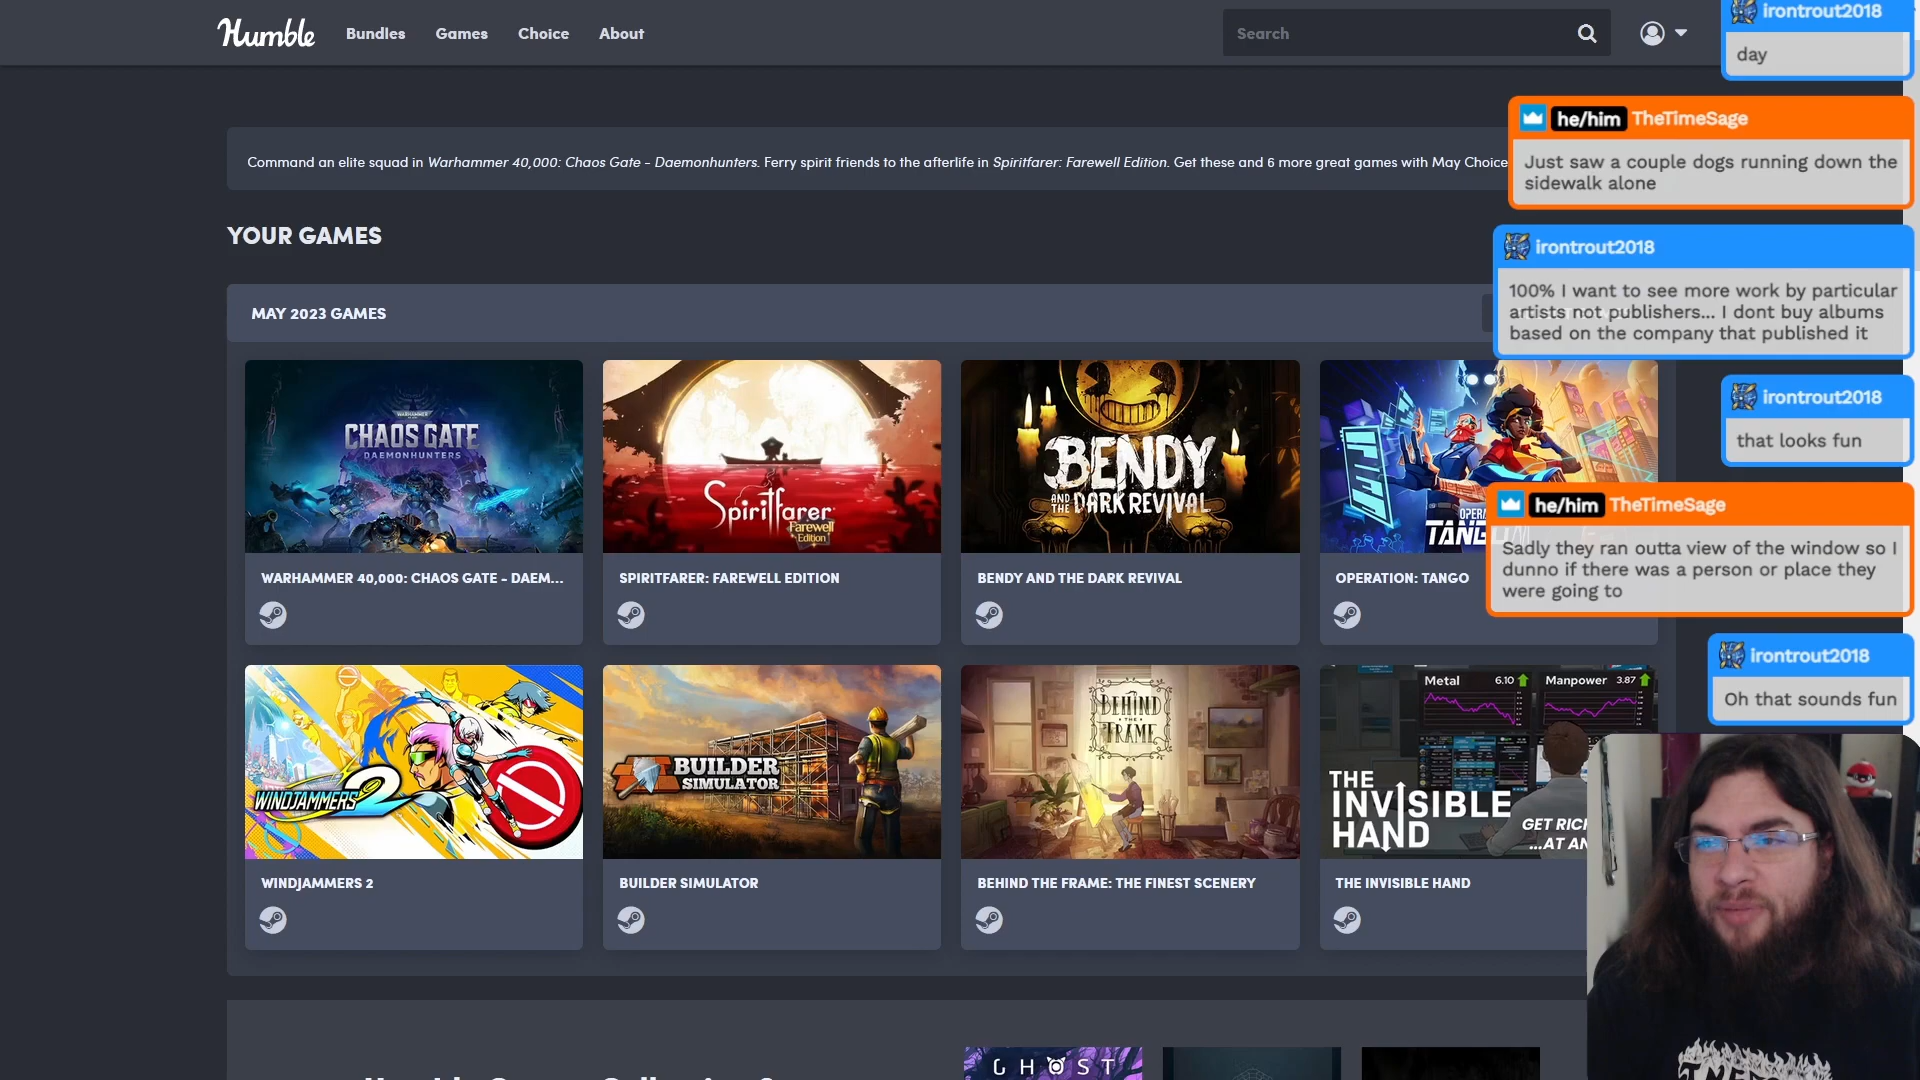 Humble Bundles Games Choice About Search
irontrout2018
day
he/him TheTimeSage
Just saw a couple dogs running down the
sidewalk alone
Command an elite squad in Warhammer 40,000: Chaos Gate - Daemonhunters. Ferry spirit friends to the afterlife in Spiritfarer: Farewell Edition. Get these and 6 more great games with May Choice
YOUR GAMES
irontrout2018
100% I want to see more work by particular
artists not publishers... I dont buy albums
based on the company that published it
MAY 2023 GAMES
irontrout2018
that looks fun
WARHAMMER
CHAOS GATE
DAEMONHUNTERS
Spiritfarer
Farewell
Edition
BENDY
AND THE DARK REVIVAL
TANGO
WARHAMMER 40,000: CHAOS GATE - DAEM...
SPIRITFARER: FAREWELL EDITION
BENDY AND THE DARK REVIVAL
OPERATION: TANGO
he/him TheTimeSage
Sadly they ran outta view of the window so I
dunno if there was a person or place they
were going to
irontrout2018
Oh that sounds fun
WINDJAMMERS 2
BUILDER
SIMULATOR
BEHIND
THE
FRAME
Metal 6.10 Manpower 3.87
THE
INVISIBLE
HAND
GET RICH
...AT AN
WINDJAMMERS 2
BUILDER SIMULATOR
BEHIND THE FRAME: THE FINEST SCENERY
THE INVISIBLE HAND
GHOST